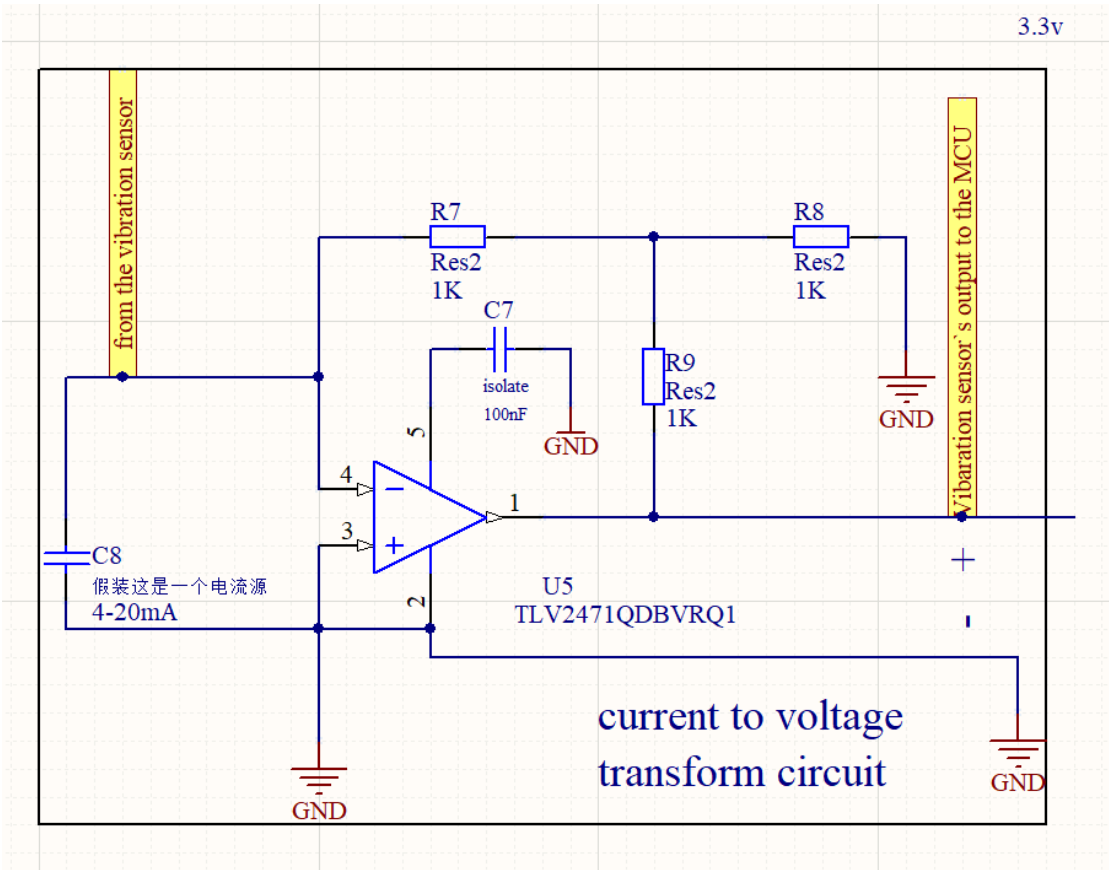 3.3v
from the vibration sensor
Vibaration sensor`s output to the MCU
R7
Res2
1K
R8
Res2
1K
C7
isolate
100nF
GND
R9
Res2
1K
GND
5
4
3
1
2
C8
假装这是一个电流源
4-20mA
U5
TLV2471QDBVRQ1
+
-
current to voltage
transform circuit
GND
GND